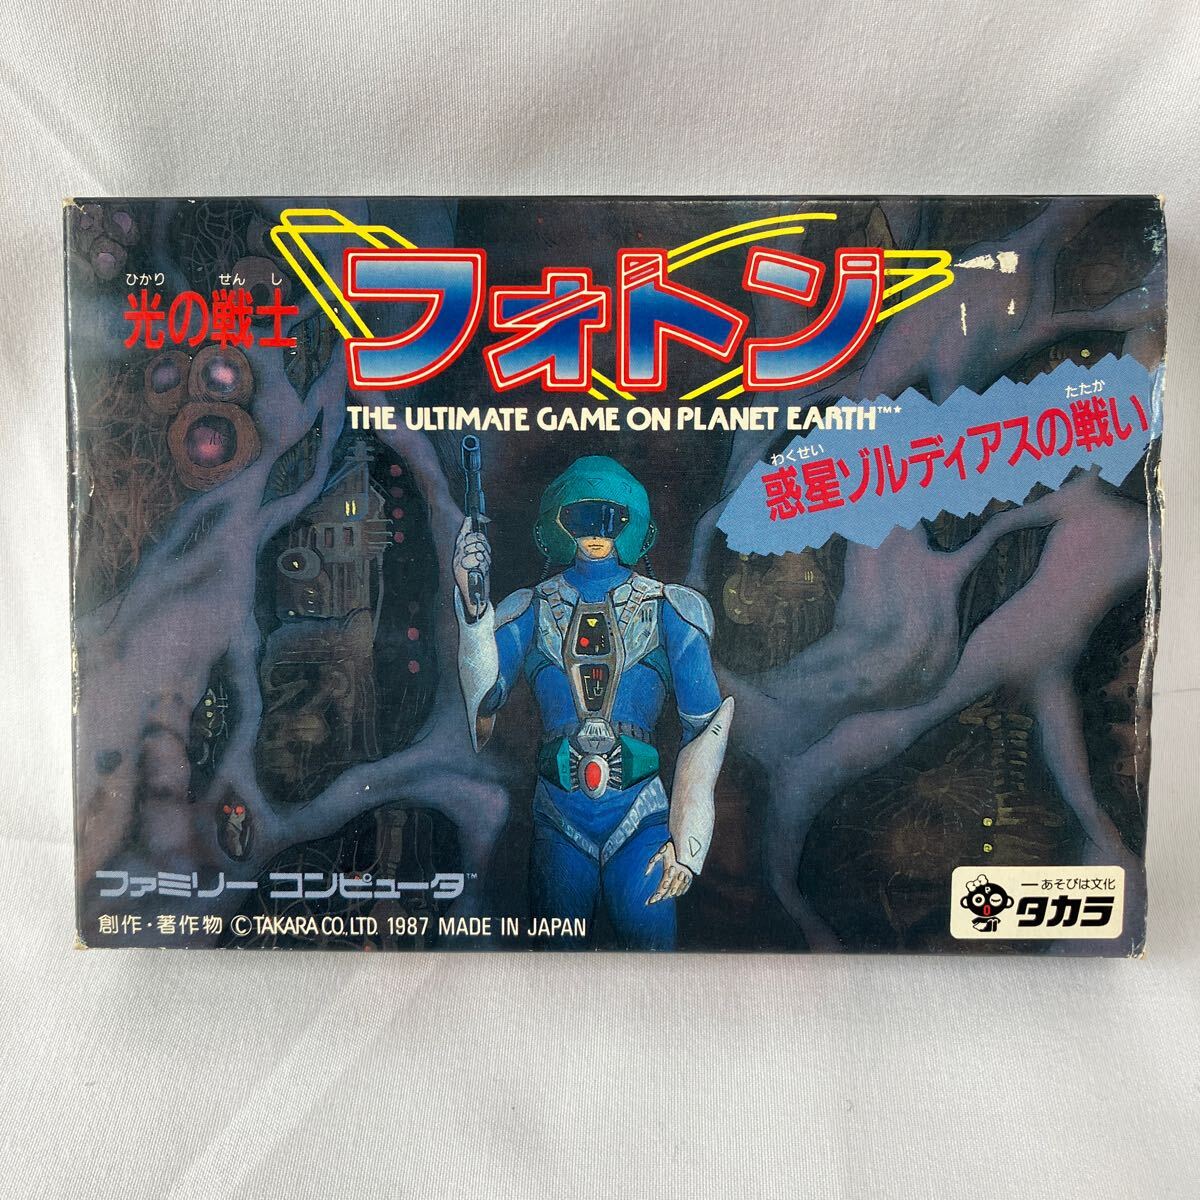 ひかり せんし
光の戦士
フォトン
THE ULTIMATE GAME ON PLANET EARTH™★
わくせい たたか
惑星ゾルディアスの戦い
ファミリー コンピュータ™
創作・著作物 ©TAKARA CO.,LTD. 1987 MADE IN JAPAN
ーあそびは文化
タカラ